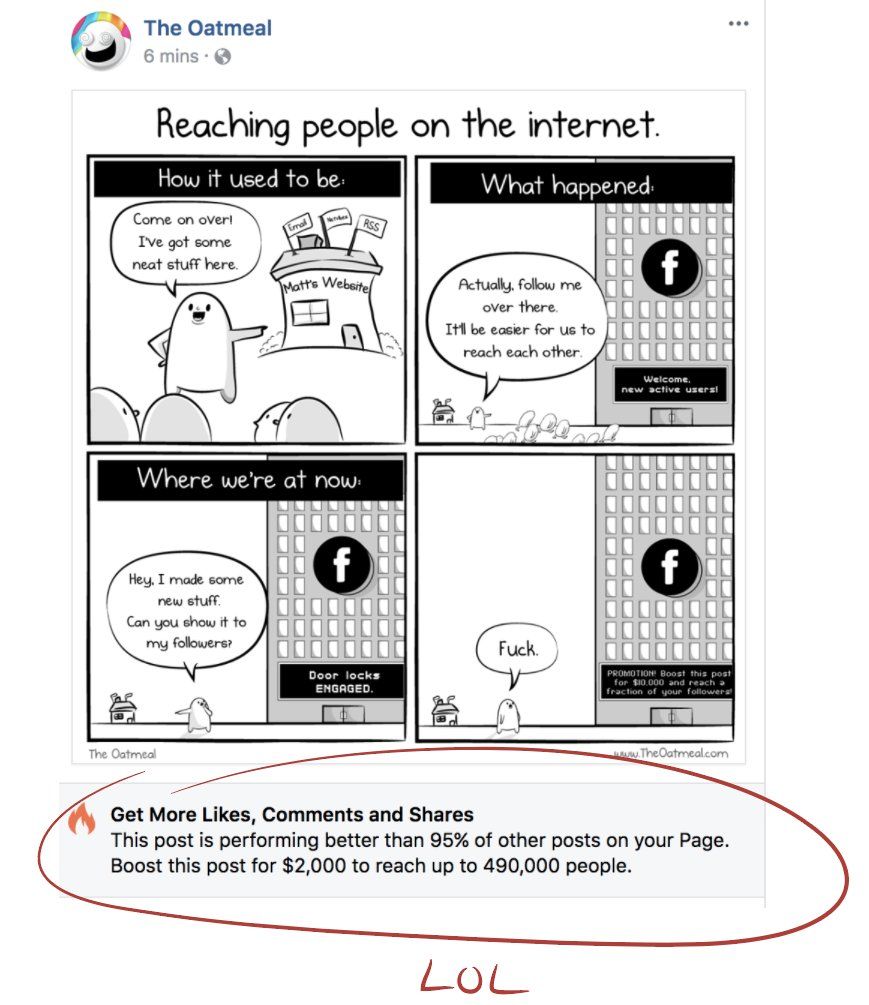 The Oatmeal
6 mins ·
Reaching people on the internet.
How it used to be:
Come on over!
I've got some
neat stuff here.
Email
RSS
Matt's Website
What happened:
Actually, follow me
over there.
It'll be easier for us to
reach each other.
f
Welcome,
new active users!
Where we're at now:
Hey, I made some
new stuff.
Can you show it to
my followers?
f
Door locks
ENGAGED.
Fuck.
f
PROMOTION! Boost this post
for $10,000 and reach a
fraction of your followers!
The Oatmeal
www.TheOatmeal.com
Get More Likes, Comments and Shares
This post is performing better than 95% of other posts on your Page.
Boost this post for $2,000 to reach up to 490,000 people.
LOL